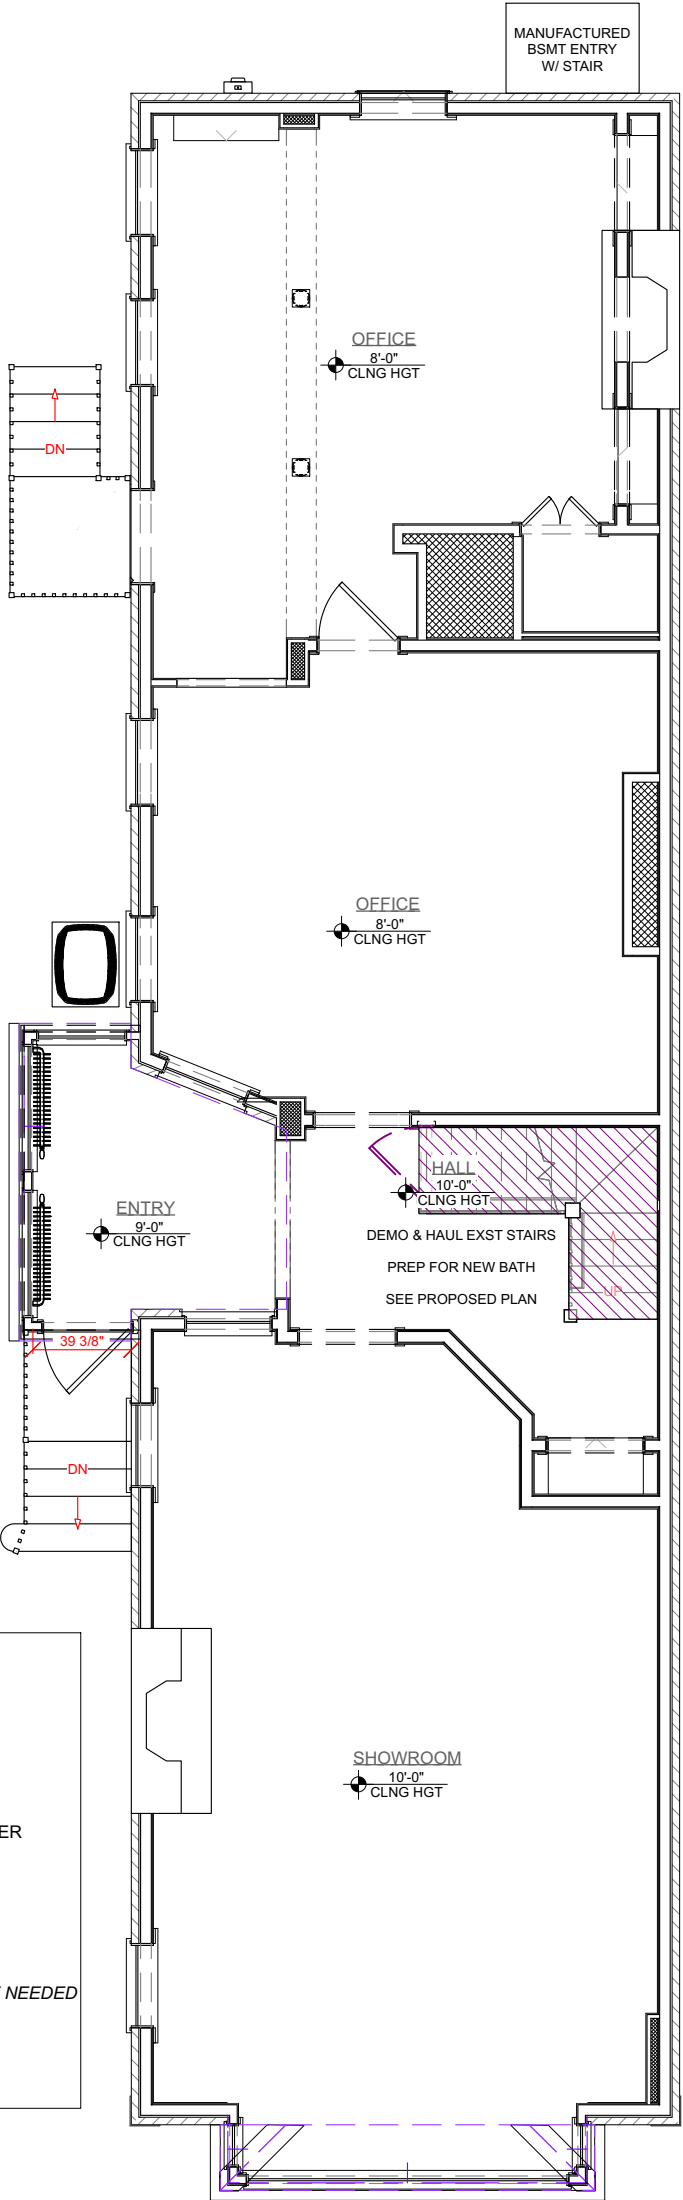 MANUFACTURED
BSMT ENTRY
W/ STAIR
OFFICE
8'-0"
CLNG HGT
DN
OFFICE
8'-0"
CLNG HGT
HALL
10'-0"
CLNG HGT
ENTRY
9'-0"
CLNG HGT
DEMO & HAUL EXST STAIRS
PREP FOR NEW BATH
SEE PROPOSED PLAN
UP
39 3/8"
DN
SHOWROOM
10'-0"
CLNG HGT
ER
NEEDED